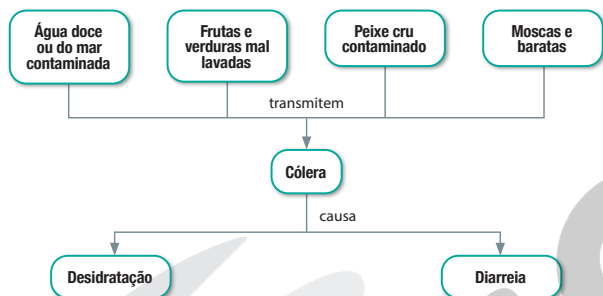 Água doce
ou do mar
contaminada
Frutas e
verduras mal
lavadas
Peixe cru
contaminado
Moscas e
baratas
transmitem
Cólera
causa
Desidratação
Diarreia